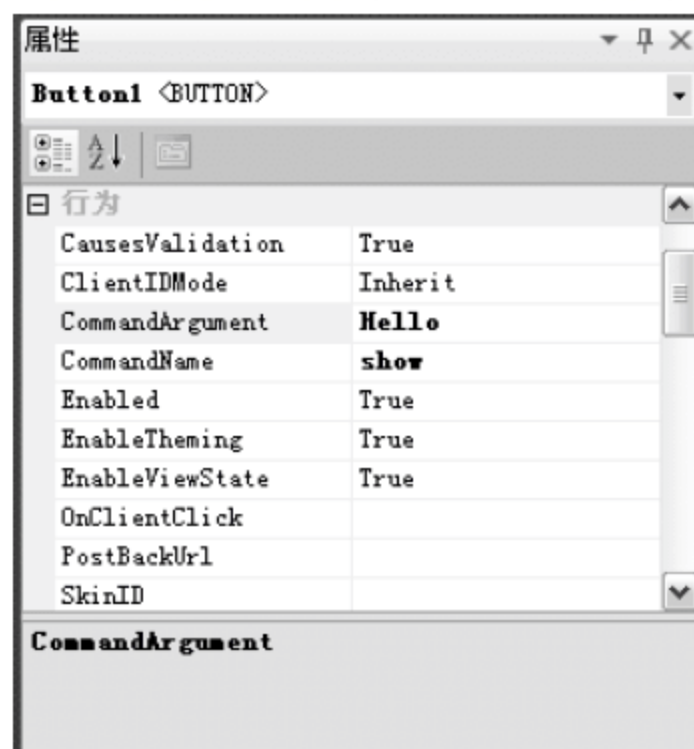 属性
Button1 <BUTTON>
行为
CausesValidation True
ClientIDMode Inherit
CommandArgument Hello
CommandName show
Enabled True
EnableTheming True
EnableViewState True
OnClientClick
PostBackUrl
SkinID
CommandArgument